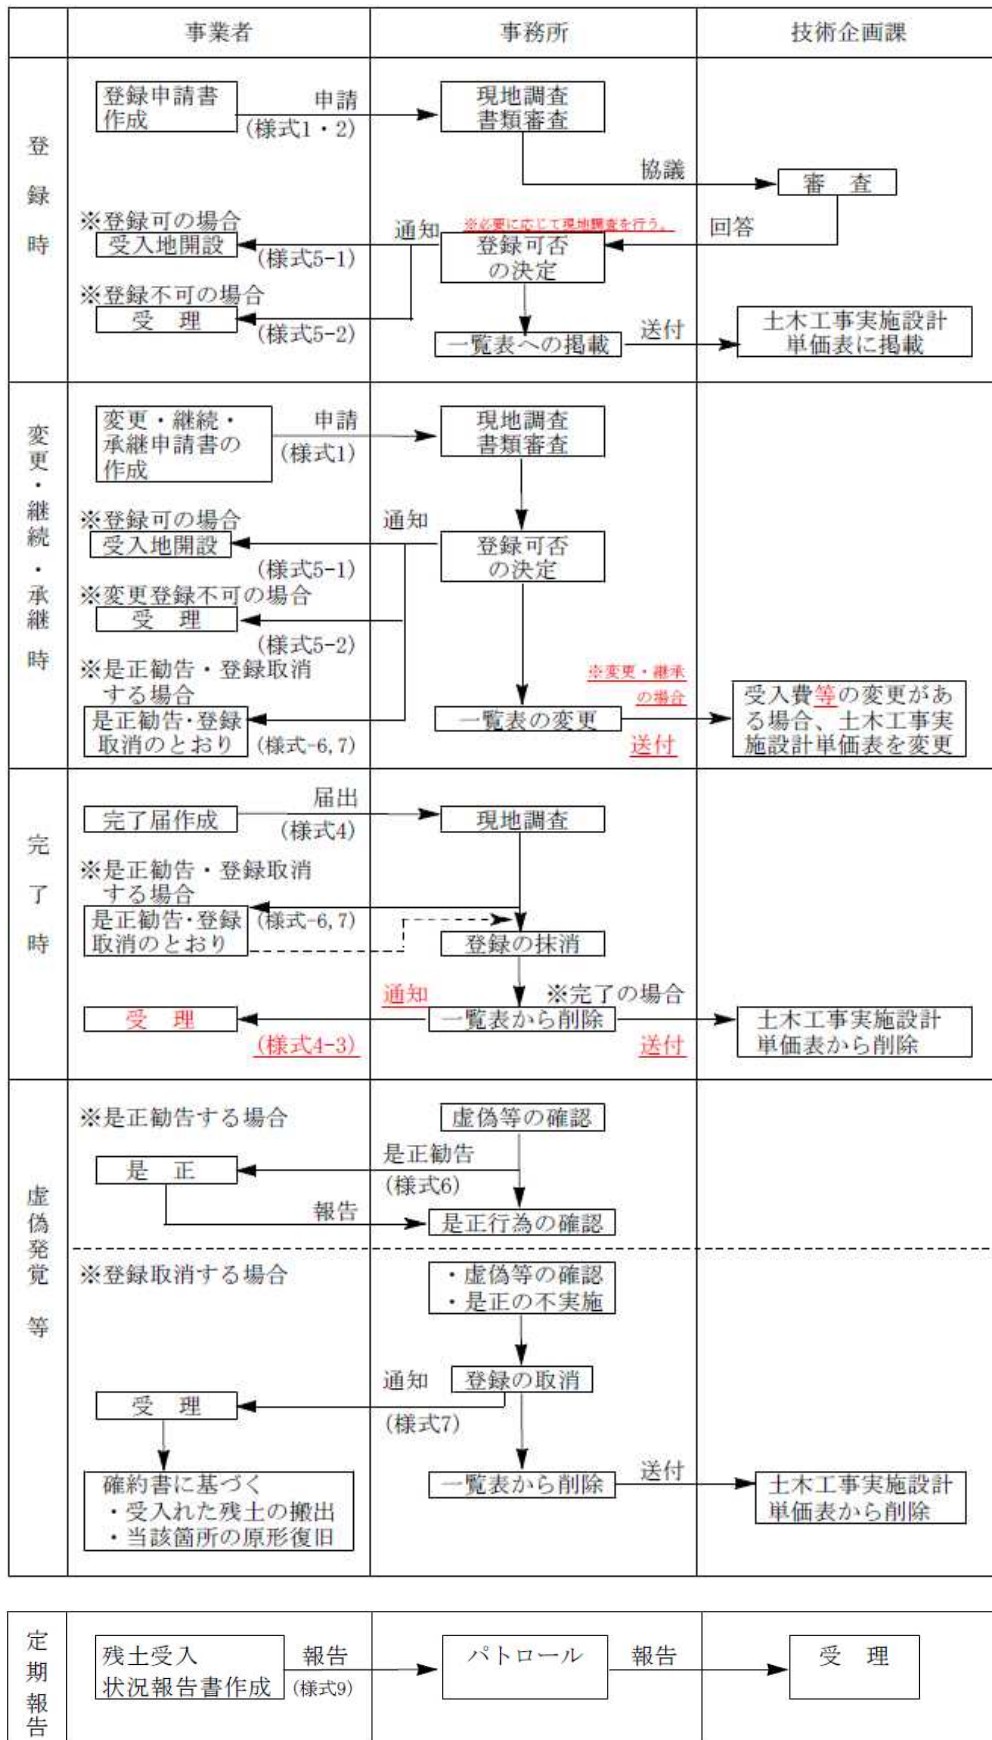 事業者
事務所
技術企画課
登録時
登録申請書
作成
申請
(様式1・2)
現地調査
書類審査
協議
審 査
回答
※必要に応じて現地調査を行う。
登録可否
の決定
通知
※登録可の場合
受入地開設
(様式5-1)
※登録不可の場合
受 理
(様式5-2)
一覧表への掲載
送付
土木工事実施設計
単価表に掲載
変更・継続・承継時
変更・継続・
承継申請書の
作成
申請
(様式1)
現地調査
書類審査
通知
登録可否
の決定
※登録可の場合
受入地開設
(様式5-1)
※変更登録不可の場合
受 理
(様式5-2)
※是正勧告・登録取消
する場合
是正勧告・登録
取消のとおり
(様式-6,7)
一覧表の変更
※変更・継承
の場合
送付
受入費等の変更があ
る場合、土木工事実
施設計単価表を変更
完了時
完了届作成
届出
(様式4)
現地調査
※是正勧告・登録取消
する場合
是正勧告・登録
取消のとおり
(様式-6,7)
登録の抹消
通知
※完了の場合
受 理
(様式4-3)
一覧表から削除
送付
土木工事実施設計
単価表から削除
虚偽発覚 等
※是正勧告する場合
虚偽等の確認
是正勧告
(様式6)
是 正
報告
是正行為の確認
※登録取消する場合
・虚偽等の確認
・是正の不実施
登録の取消
通知
(様式7)
受 理
確約書に基づく
・受入れた残土の搬出
・当該箇所の原形復旧
一覧表から削除
送付
土木工事実施設計
単価表から削除
定期報告
残土受入
状況報告書作成
報告
(様式9)
パトロール
報告
受 理